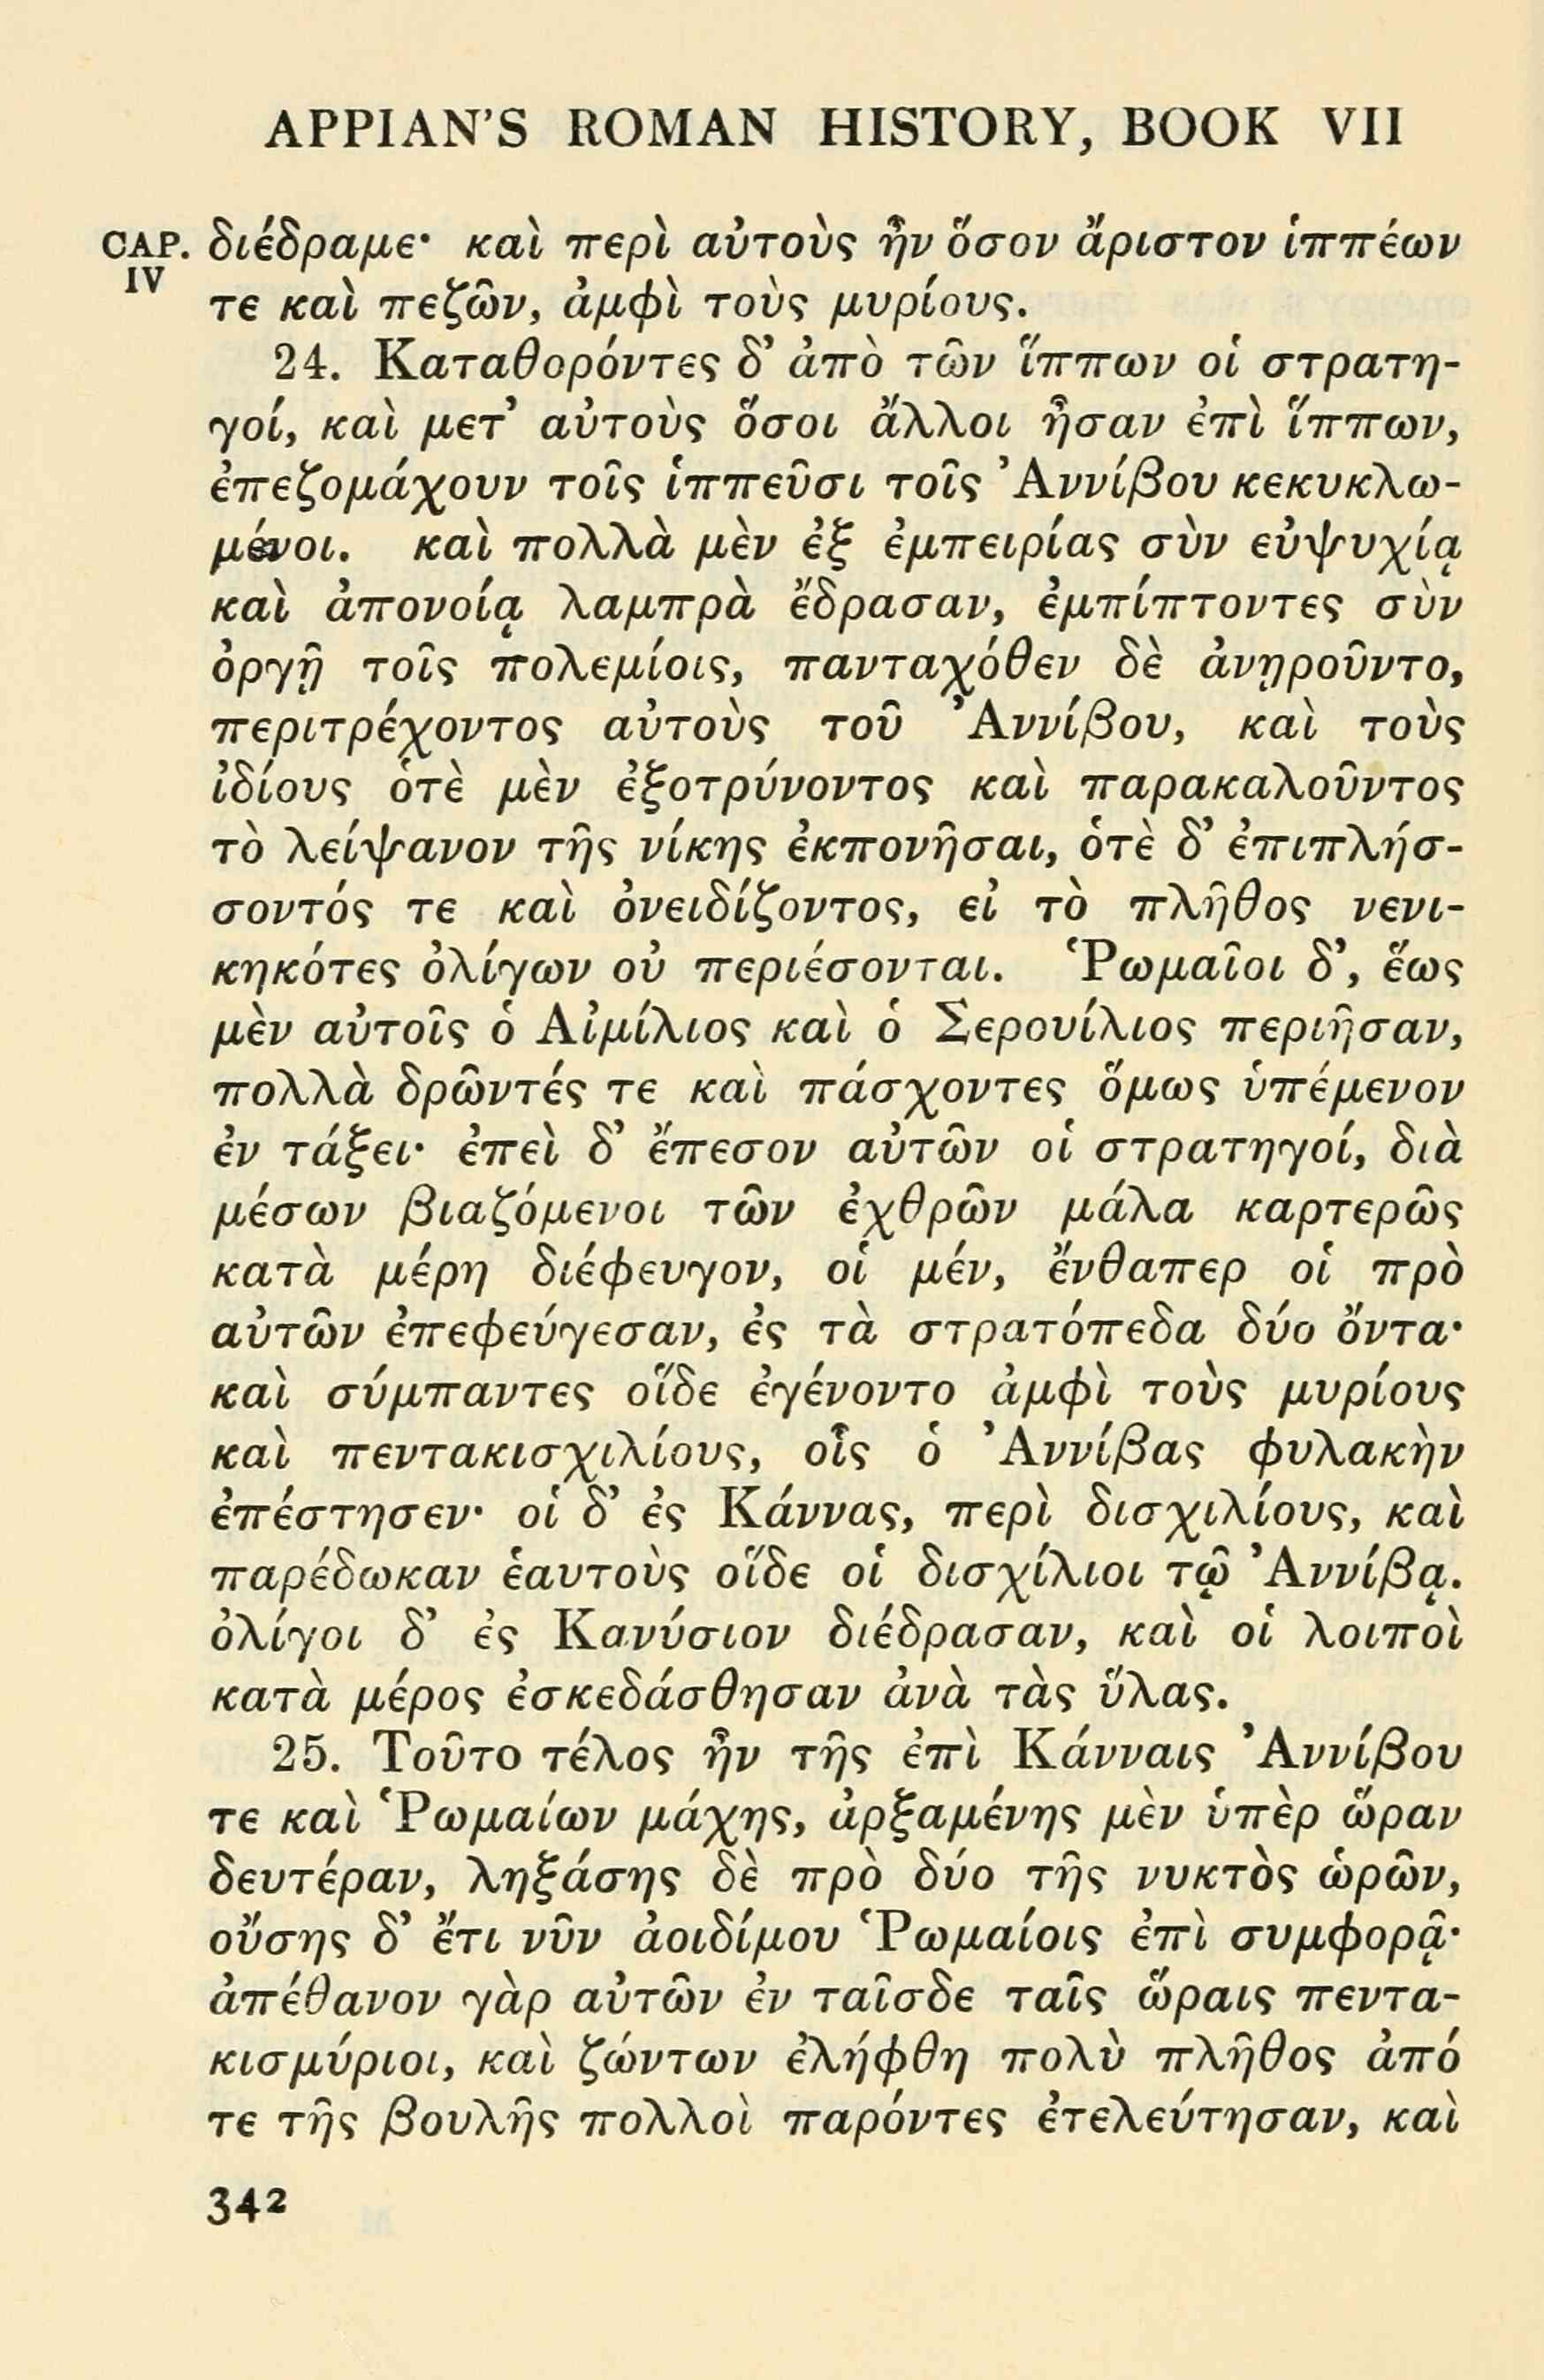 APPIAN'S ROMAN HISTORY, BOOK VII
CAP. IV διέδραμε· καὶ περὶ αὐτοὺς ἦν ὅσον ἄριστον ἱππέων
τε καὶ πεζῶν, ἀμφὶ τοὺς μυρίους.
24. Καταθορόντες δ’ ἀπὸ τῶν ἵππων οἱ στρατη-
γοί, καὶ μετ’ αὐτοὺς ὅσοι ἄλλοι ἦσαν ἐπὶ ἵππων,
ἐπεζομάχουν τοῖς ἱππεῦσι τοῖς Ἀννίβου κεκυκλω-
μένοι. καὶ πολλὰ μὲν ἐξ ἐμπειρίας σὺν εὐψυχίᾳ
καὶ ἀπονοίᾳ λαμπρὰ ἔδρασαν, ἐμπίπτοντες σὺν
ὀργῇ τοῖς πολεμίοις, πανταχόθεν δὲ ἀνῃροῦντο,
περιτρέχοντος αὐτοὺς τοῦ Ἀννίβου, καὶ τοὺς
ἰδίους ὁτὲ μὲν ἐξοτρύνοντος καὶ παρακαλοῦντος
τὸ λείψανον τῆς νίκης ἐκπονῆσαι, ὁτὲ δ’ ἐπιπλήσ-
σοντός τε καὶ ὀνειδίζοντος, εἰ τὸ πλῆθος νενι-
κηκότες ὀλίγων οὐ περιέσονται. Ῥωμαῖοι δ’, ἕως
μὲν αὐτοῖς ὁ Αἰμίλιος καὶ ὁ Σερουίλιος περιῆσαν,
πολλὰ δρῶντές τε καὶ πάσχοντες ὅμως ὑπέμενον
ἐν τάξει· ἐπεὶ δ’ ἔπεσον αὐτῶν οἱ στρατηγοί, διὰ
μέσων βιαζόμενοι τῶν ἐχθρῶν μάλα καρτερῶς
κατὰ μέρη διέφευγον, οἱ μέν, ἔνθαπερ οἱ πρὸ
αὐτῶν ἐπεφεύγεσαν, ἐς τὰ στρατόπεδα δύο ὄντα·
καὶ σύμπαντες οἵδε ἐγένοντο ἀμφὶ τοὺς μυρίους
καὶ πεντακισχιλίους, οἷς ὁ Ἀννίβας φυλακὴν
ἐπέστησεν· οἱ δ’ ἐς Κάννας, περὶ δισχιλίους, καὶ
παρέδωκαν ἑαυτοὺς οἵδε οἱ δισχίλιοι τῷ Ἀννίβᾳ.
ὀλίγοι δ’ ἐς Κανύσιον διέδρασαν, καὶ οἱ λοιποὶ
κατὰ μέρος ἐσκεδάσθησαν ἀνὰ τὰς ὕλας.
25. Τοῦτο τέλος ἦν τῆς ἐπὶ Κάνναις Ἀννίβου
τε καὶ Ῥωμαίων μάχης, ἀρξαμένης μὲν ὑπὲρ ὥραν
δευτέραν, ληξάσης δὲ πρὸ δύο τῆς νυκτὸς ὡρῶν,
οὔσης δ’ ἔτι νῦν ἀοιδίμου Ῥωμαίοις ἐπὶ συμφορᾷ·
ἀπέθανον γὰρ αὐτῶν ἐν ταῖσδε ταῖς ὥραις πεντα-
κισμύριοι, καὶ ζώντων ἐλήφθη πολὺ πλῆθος ἀπό
τε τῆς βουλῆς πολλοὶ παρόντες ἐτελεύτησαν, καὶ
342